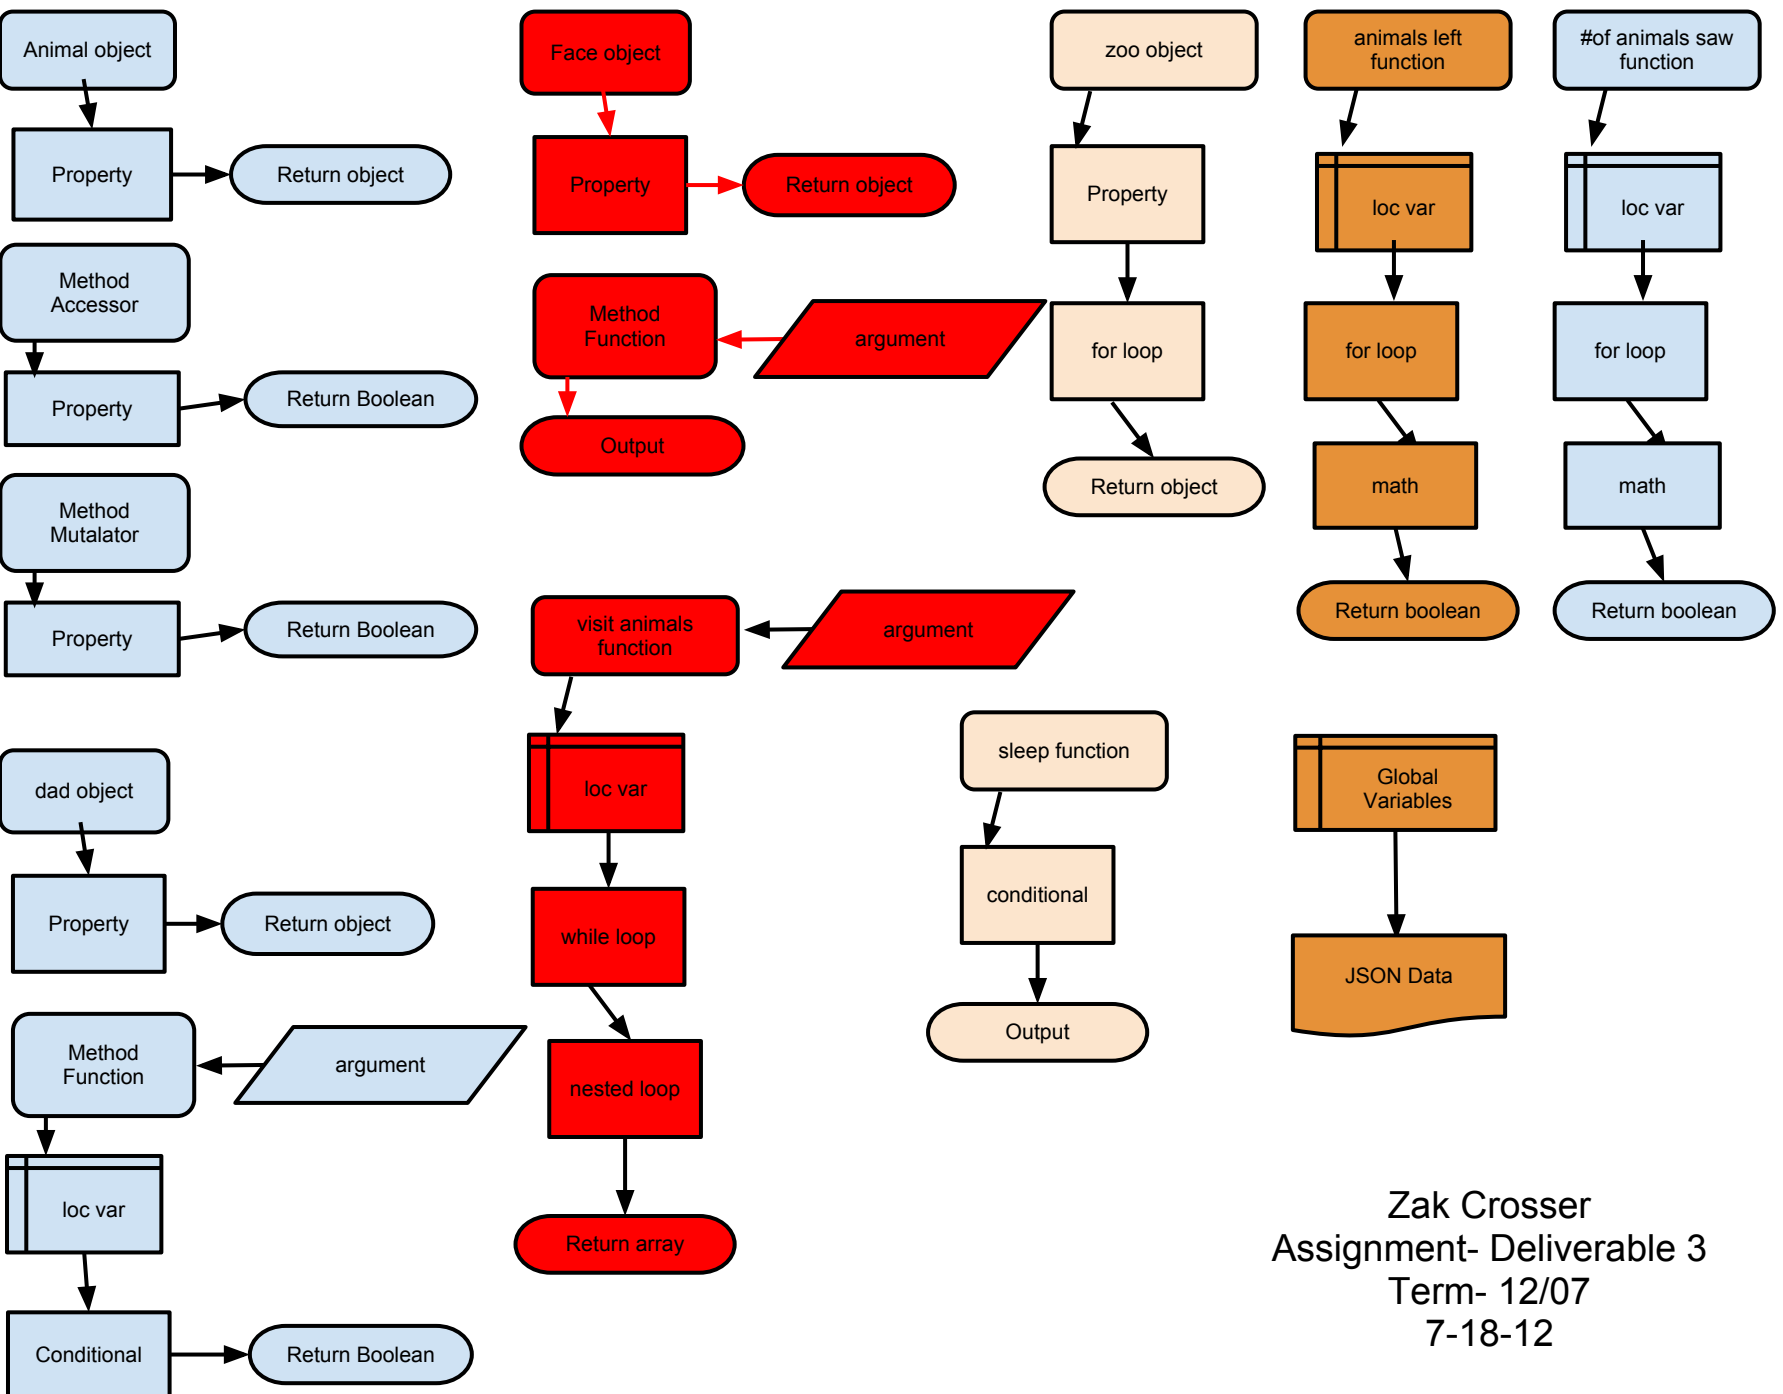 Animal object
Property
Return object
Method
Accessor
Property
Return Boolean
Method
Mutalator
Property
Return Boolean
dad object
Property
Return object
Method
Function
argument
loc var
Conditional
Return Boolean
Face object
Property
Return object
Method
Function
argument
Output
visit animals
function
argument
loc var
while loop
nested loop
Return array
zoo object
Property
for loop
Return object
sleep function
conditional
Output
animals left
function
loc var
for loop
math
Return boolean
#of animals saw
function
loc var
for loop
math
Return boolean
Global
Variables
JSON Data
Zak Crosser
Assignment- Deliverable 3
Term- 12/07
7-18-12